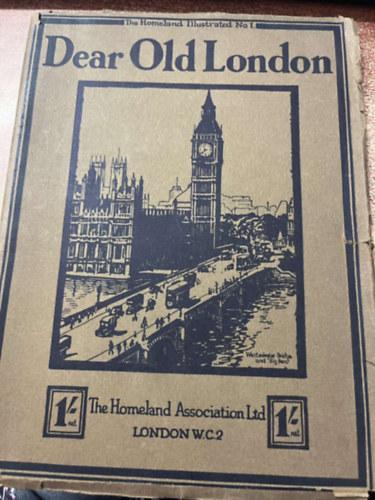 The Homeland Illustrated No 1.
Dear Old London
Westminster Bridge
and "Big Ben"
1/- net.
The Homeland Association Ltd
LONDON W.C.2
1/- net